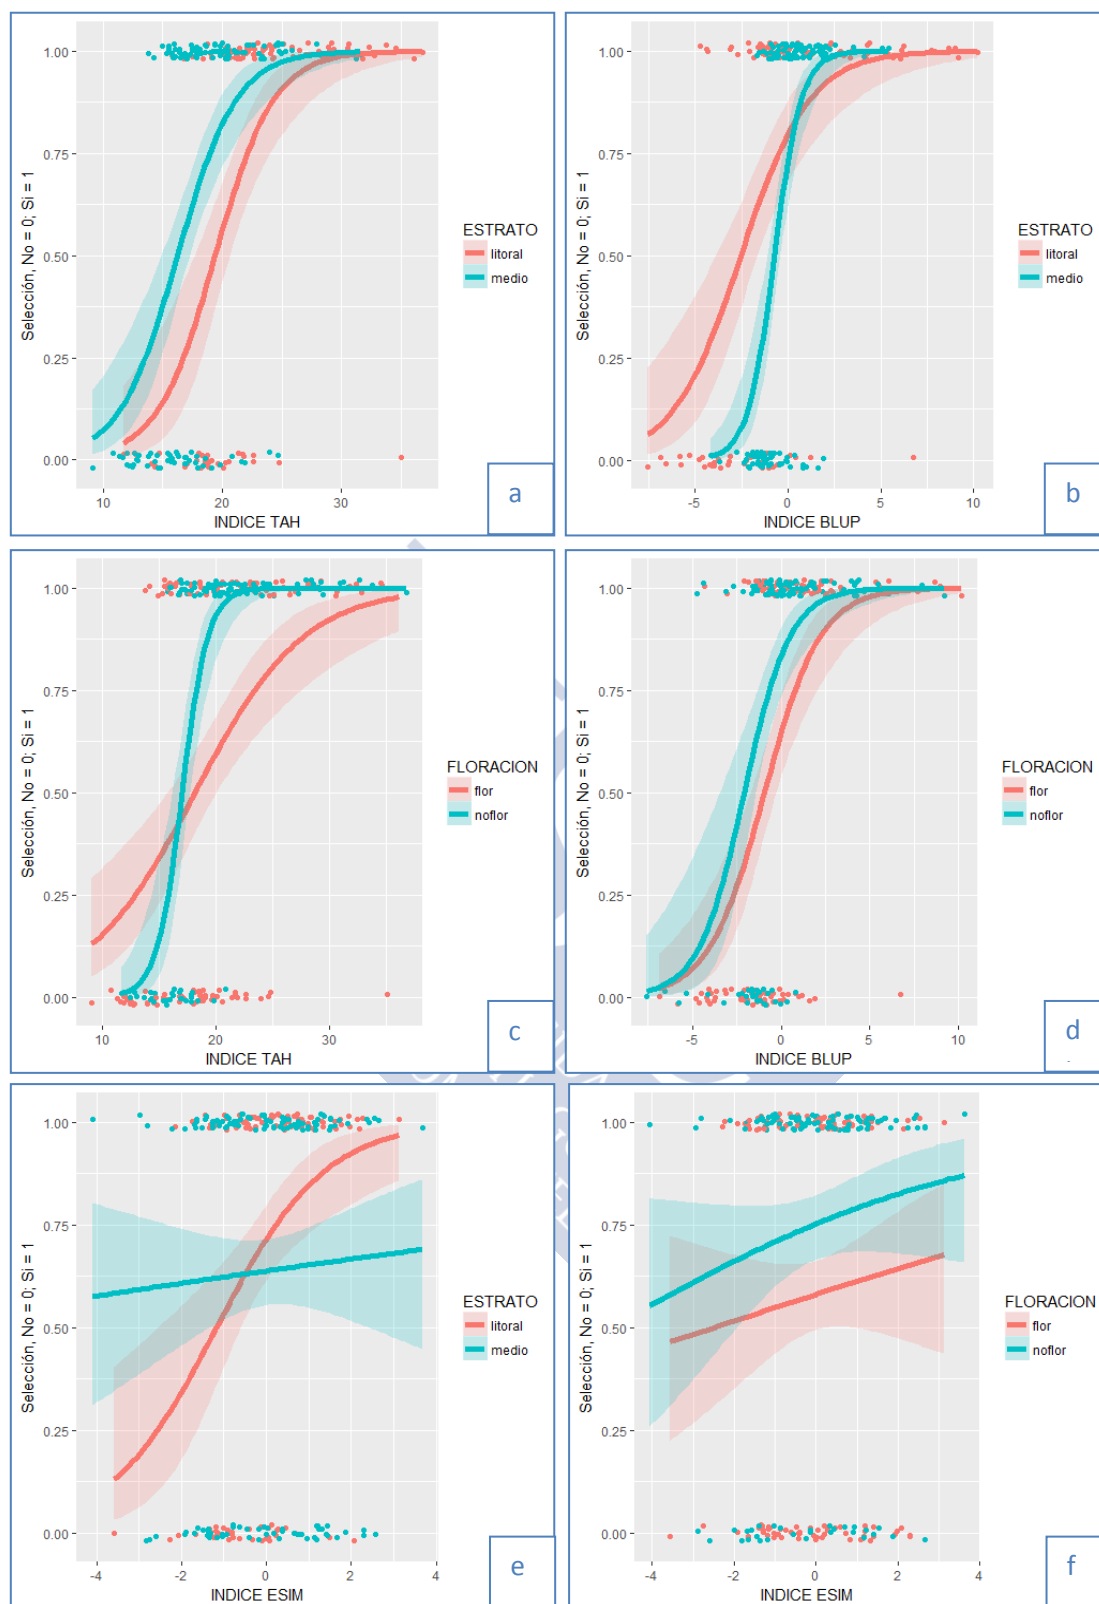 Selección, No = 0; Si = 1
1.00
0.75
0.50
0.25
0.00
10
20
30
INDICE TAH
ESTRATO
litoral
medio
a
Selección, No = 0; Si = 1
1.00
0.75
0.50
0.25
0.00
-5
0
5
10
INDICE BLUP
ESTRATO
litoral
medio
b
Selección, No = 0; Si = 1
1.00
0.75
0.50
0.25
0.00
10
20
30
INDICE TAH
FLORACION
flor
noflor
c
Selección, No = 0; Si = 1
1.00
0.75
0.50
0.25
0.00
-5
0
5
10
INDICE BLUP
FLORACION
flor
noflor
d
Selección, No = 0; Si = 1
1.00
0.75
0.50
0.25
0.00
-4
-2
0
2
4
INDICE ESIM
ESTRATO
litoral
medio
e
Selección, No = 0; Si = 1
1.00
0.75
0.50
0.25
0.00
-4
-2
0
2
4
INDICE ESIM
FLORACION
flor
noflor
f